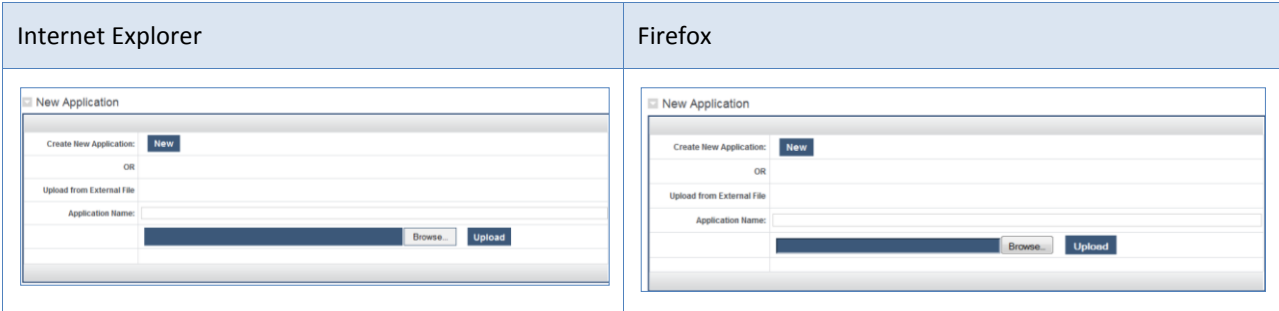 Internet Explorer
Firefox
New Application
Create New Application: New
OR
Upload from External File
Application Name:
Browse... Upload
New Application
Create New Application: New
OR
Upload from External File
Application Name:
Browse... Upload